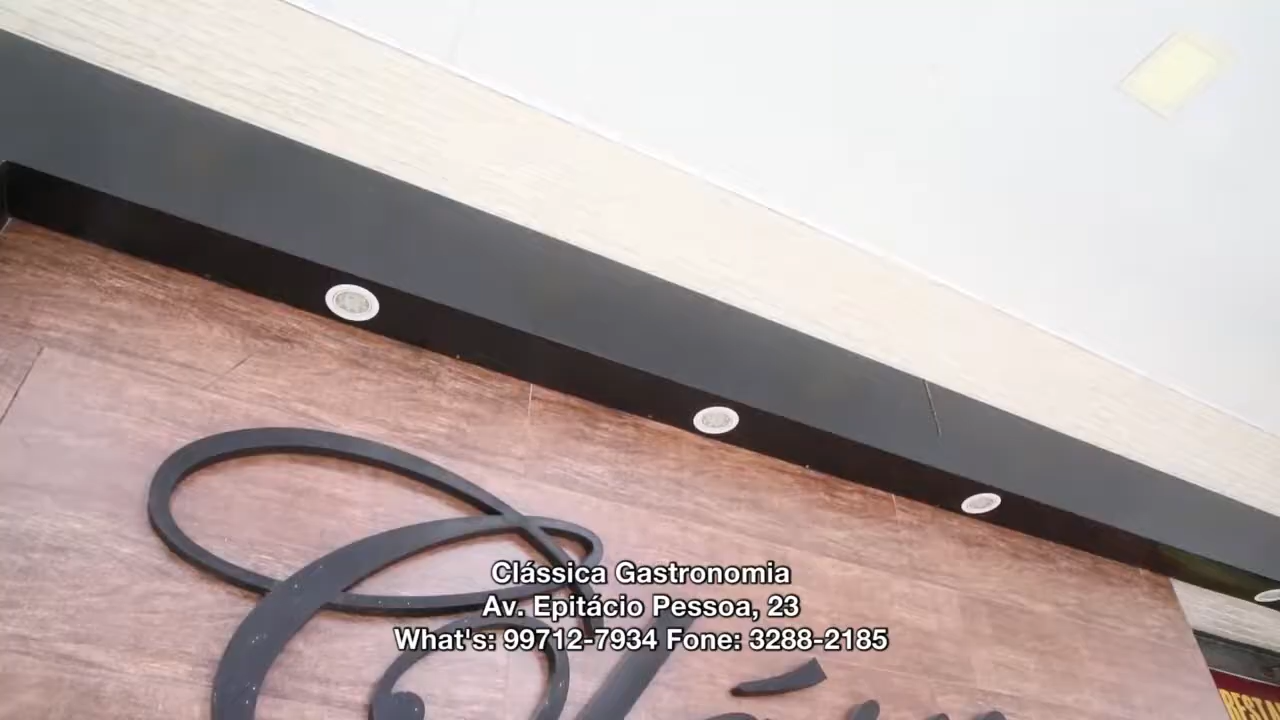 Clássica Gastronomia
Av. Epitácio Pessoa, 23
What's: 99712-7934 Fone: 3288-2185